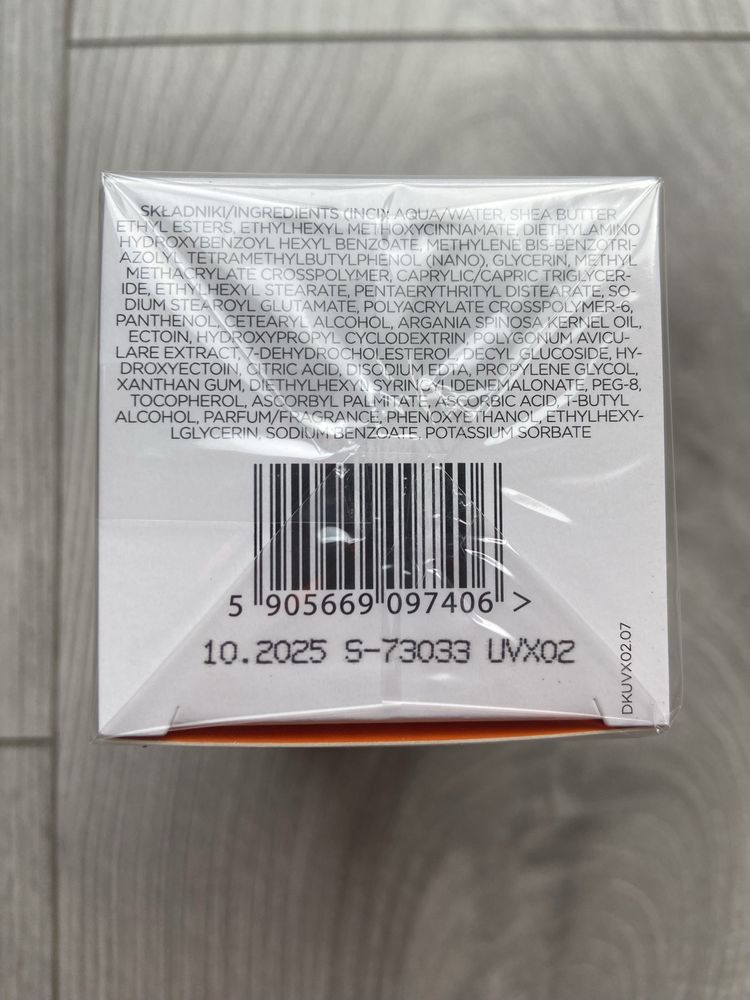 SKŁADNIKI/INGREDIENTS (INCI): AQUA/WATER, SHEA BUTTER
ETHYL ESTERS, ETHYLHEXYL METHOXYCINNAMATE, DIETHYLAMINO
HYDROXYBENZOYL HEXYL BENZOATE, METHYLENE BIS-BENZOTRI-
AZOLYL TETRAMETHYLBUTYLPHENOL (NANO), GLYCERIN, METHYL
METHACRYLATE CROSSPOLYMER, CAPRYLIC/CAPRIC TRIGLYCER-
IDE, ETHYLHEXYL STEARATE, PENTAERYTHRITYL DISTEARATE, SO-
DIUM STEAROYL GLUTAMATE, POLYACRYLATE CROSSPOLYMER-6,
PANTHENOL, CETEARYL ALCOHOL, ARGANIA SPINOSA KERNEL OIL,
ECTOIN, HYDROXYPROPYL CYCLODEXTRIN, POLYGONUM AVICU-
LARE EXTRACT, 7-DEHYDROCHOLESTEROL, DECYL GLUCOSIDE, HY-
DROXYECTOIN, CITRIC ACID, DISODIUM EDTA, PROPYLENE GLYCOL,
XANTHAN GUM, DIETHYLHEXYL SYRINGYLIDENEMALONATE, PEG-8,
TOCOPHEROL, ASCORBYL PALMITATE, ASCORBIC ACID, T-BUTYL
ALCOHOL, PARFUM/FRAGRANCE, PHENOXYETHANOL, ETHYLHEXY-
LGLYCERIN, SODIUM BENZOATE, POTASSIUM SORBATE
5 905669 097406 >
10.2025 S-73033 UVX02
DKUVX02.07